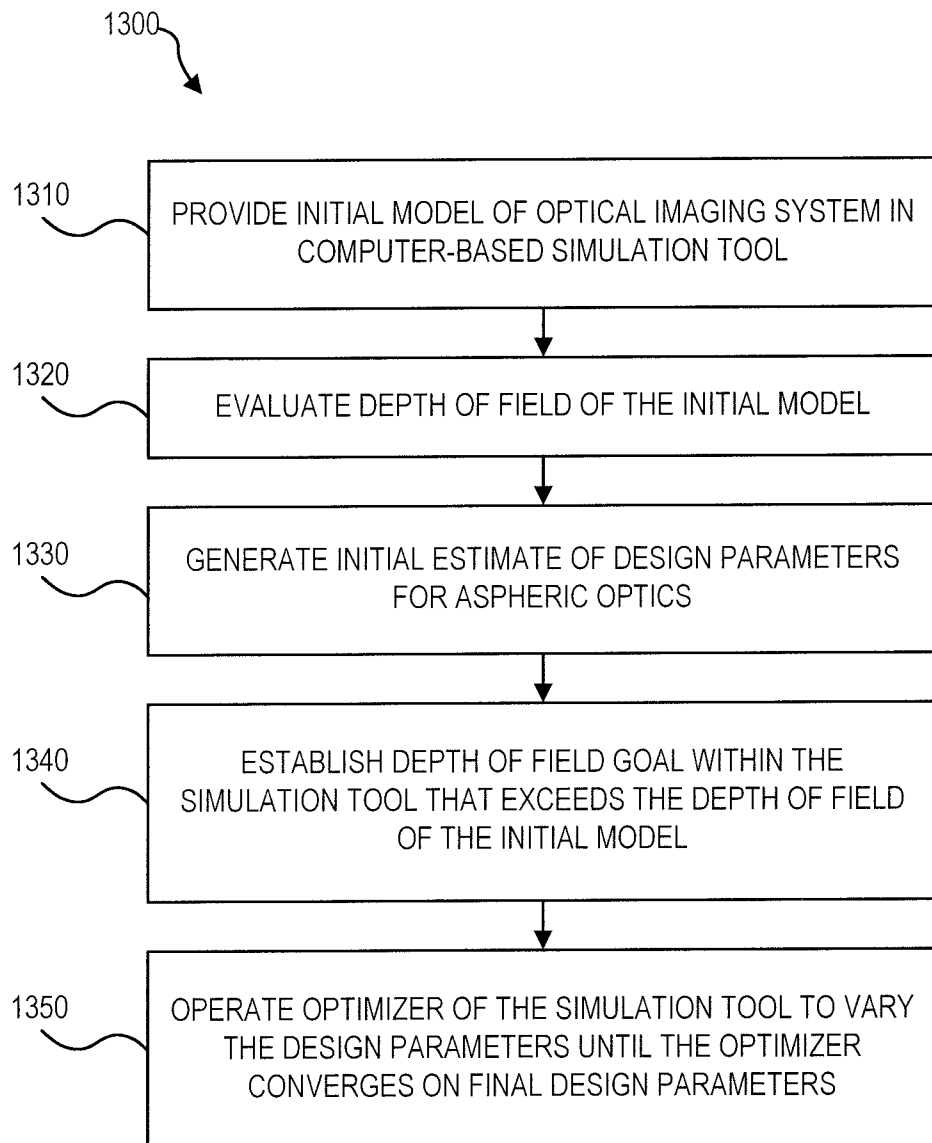 1300
1310
PROVIDE INITIAL MODEL OF OPTICAL IMAGING SYSTEM IN
COMPUTER-BASED SIMULATION TOOL
1320
EVALUATE DEPTH OF FIELD OF THE INITIAL MODEL
1330
GENERATE INITIAL ESTIMATE OF DESIGN PARAMETERS
FOR ASPHERIC OPTICS
1340
ESTABLISH DEPTH OF FIELD GOAL WITHIN THE
SIMULATION TOOL THAT EXCEEDS THE DEPTH OF FIELD
OF THE INITIAL MODEL
1350
OPERATE OPTIMIZER OF THE SIMULATION TOOL TO VARY
THE DESIGN PARAMETERS UNTIL THE OPTIMIZER
CONVERGES ON FINAL DESIGN PARAMETERS